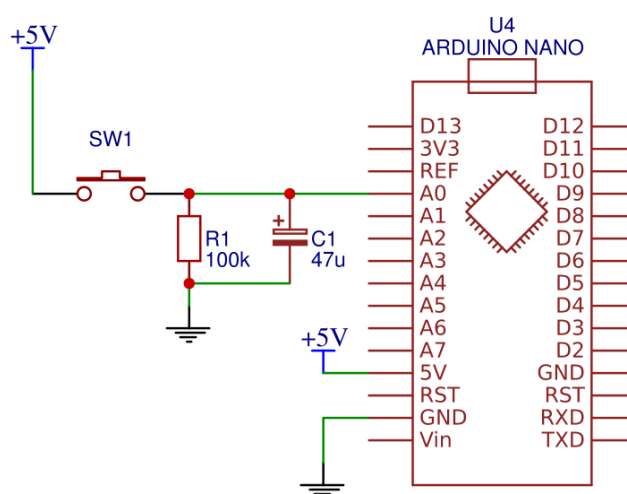 U4
ARDUINO NANO
+5V
SW1
R1
100k
C1
47u
+
+5V
D13
3V3
REF
A0
A1
A2
A3
A4
A5
A6
A7
5V
RST
GND
Vin
D12
D11
D10
D9
D8
D7
D6
D5
D4
D3
D2
GND
RST
RXD
TXD